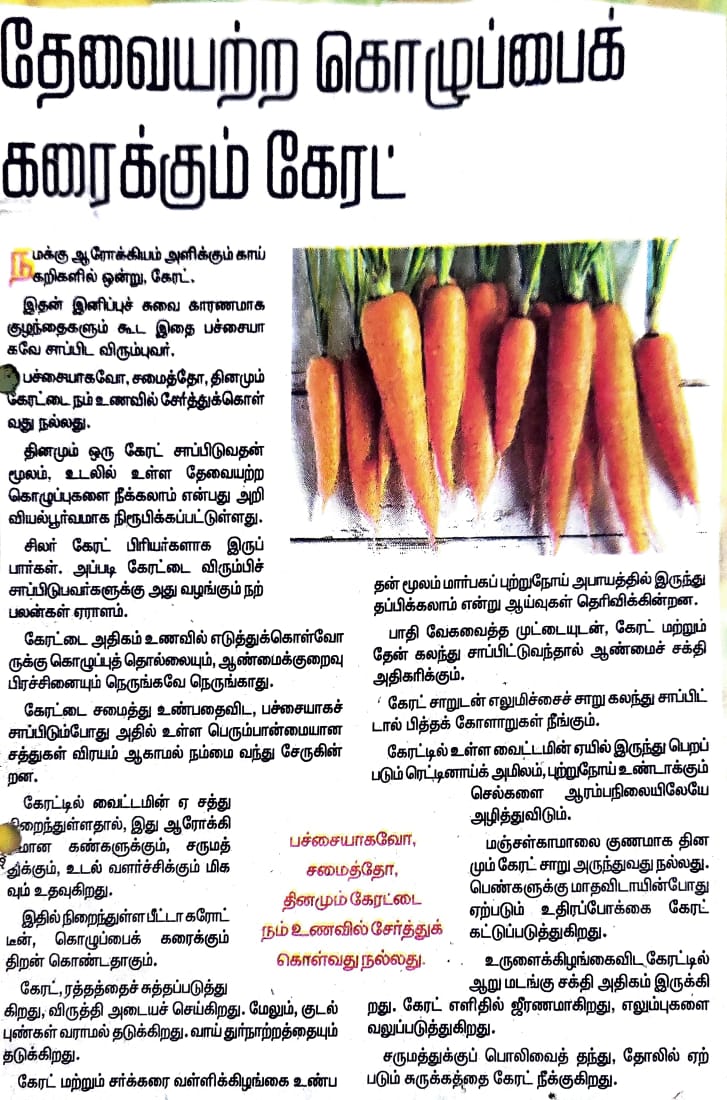 தேவையற்ற கொழுப்பைக்
கரைக்கும் கேரட்
நமக்கு ஆரோக்கியம் அளிக்கும் காய்
கறிகளில் ஒன்று, கேரட்.
இதன் இனிப்புச் சுவை காரணமாக
குழந்தைகளும் கூட இதை பச்சையா
கவே சாப்பிட விரும்புவர்.
பச்சையாகவோ, சமைத்தோ, தினமும்
கேரட்டை நம் உணவில் சேர்த்துக்கொள்
வது நல்லது.
தினமும் ஒரு கேரட் சாப்பிடுவதன்
மூலம், உடலில் உள்ள தேவையற்ற
கொழுப்புகளை நீக்கலாம் என்பது அறி
வியல்பூர்வமாக நிரூபிக்கப்பட்டுள்ளது.
சிலர் கேரட் பிரியர்களாக இருப்
பார்கள். அப்படி கேரட்டை விரும்பிச்
சாப்பிடுபவர்களுக்கு அது வழங்கும் நற்
பலன்கள் ஏராளம்.
கேரட்டை அதிகம் உணவில் எடுத்துக்கொள்வோ
ருக்கு கொழுப்புத் தொல்லையும், ஆண்மைக்குறைவு
பிரச்சினையும் நெருங்கவே நெருங்காது.
கேரட்டை சமைத்து உண்பதைவிட, பச்சையாகச்
சாப்பிடும்போது அதில் உள்ள பெரும்பான்மையான
சத்துகள் விரயம் ஆகாமல் நம்மை வந்து சேருகின்
றன.
கேரட்டில் வைட்டமின் ஏ சத்து
நிறைந்துள்ளதால், இது ஆரோக்கி
யமான கண்களுக்கும், சருமத்
துக்கும், உடல் வளர்ச்சிக்கும் மிக
வும் உதவுகிறது.
இதில் நிறைந்துள்ள பீட்டா கரோட்
டீன், கொழுப்பைக் கரைக்கும்
திறன் கொண்டதாகும்.
கேரட், ரத்தத்தைச் சுத்தப்படுத்து
கிறது, விருத்தி அடையச் செய்கிறது. மேலும், குடல்
புண்கள் வராமல் தடுக்கிறது. வாய் துர்நாற்றத்தையும்
தடுக்கிறது.
கேரட் மற்றும் சர்க்கரை வள்ளிக்கிழங்கை உண்ப
பச்சையாகவோ,
சமைத்தோ,
தினமும் கேரட்டை
நம் உணவில் சேர்த்துக்
கொள்வது நல்லது.
தன் மூலம் மார்பகப் புற்றுநோய் அபாயத்தில் இருந்து
தப்பிக்கலாம் என்று ஆய்வுகள் தெரிவிக்கின்றன.
பாதி வேகவைத்த முட்டையுடன், கேரட் மற்றும்
தேன் கலந்து சாப்பிட்டுவந்தால் ஆண்மைச் சக்தி
அதிகரிக்கும்.
கேரட் சாறுடன் எலுமிச்சைச் சாறு கலந்து சாப்பிட்
டால் பித்தக் கோளாறுகள் நீங்கும்.
கேரட்டில் உள்ள வைட்டமின் ஏயில் இருந்து பெறப்
படும் ரெட்டினாய்க் அமிலம், புற்றுநோய் உண்டாக்கும்
செல்களை ஆரம்பநிலையிலேயே
அழித்துவிடும்.
மஞ்சள்காமாலை குணமாக தின
மும் கேரட் சாறு அருந்துவது நல்லது.
பெண்களுக்கு மாதவிடாயின்போது
ஏற்படும் உதிரப்போக்கை கேரட்
கட்டுப்படுத்துகிறது.
உருளைக்கிழங்கைவிட கேரட்டில்
ஆறு மடங்கு சக்தி அதிகம் இருக்கி
றது. கேரட் எளிதில் ஜீரணமாகிறது, எலும்புகளை
வலுப்படுத்துகிறது.
சருமத்துக்குப் பொலிவைத் தந்து, தோலில் ஏற்
படும் சுருக்கத்தை கேரட் நீக்குகிறது.